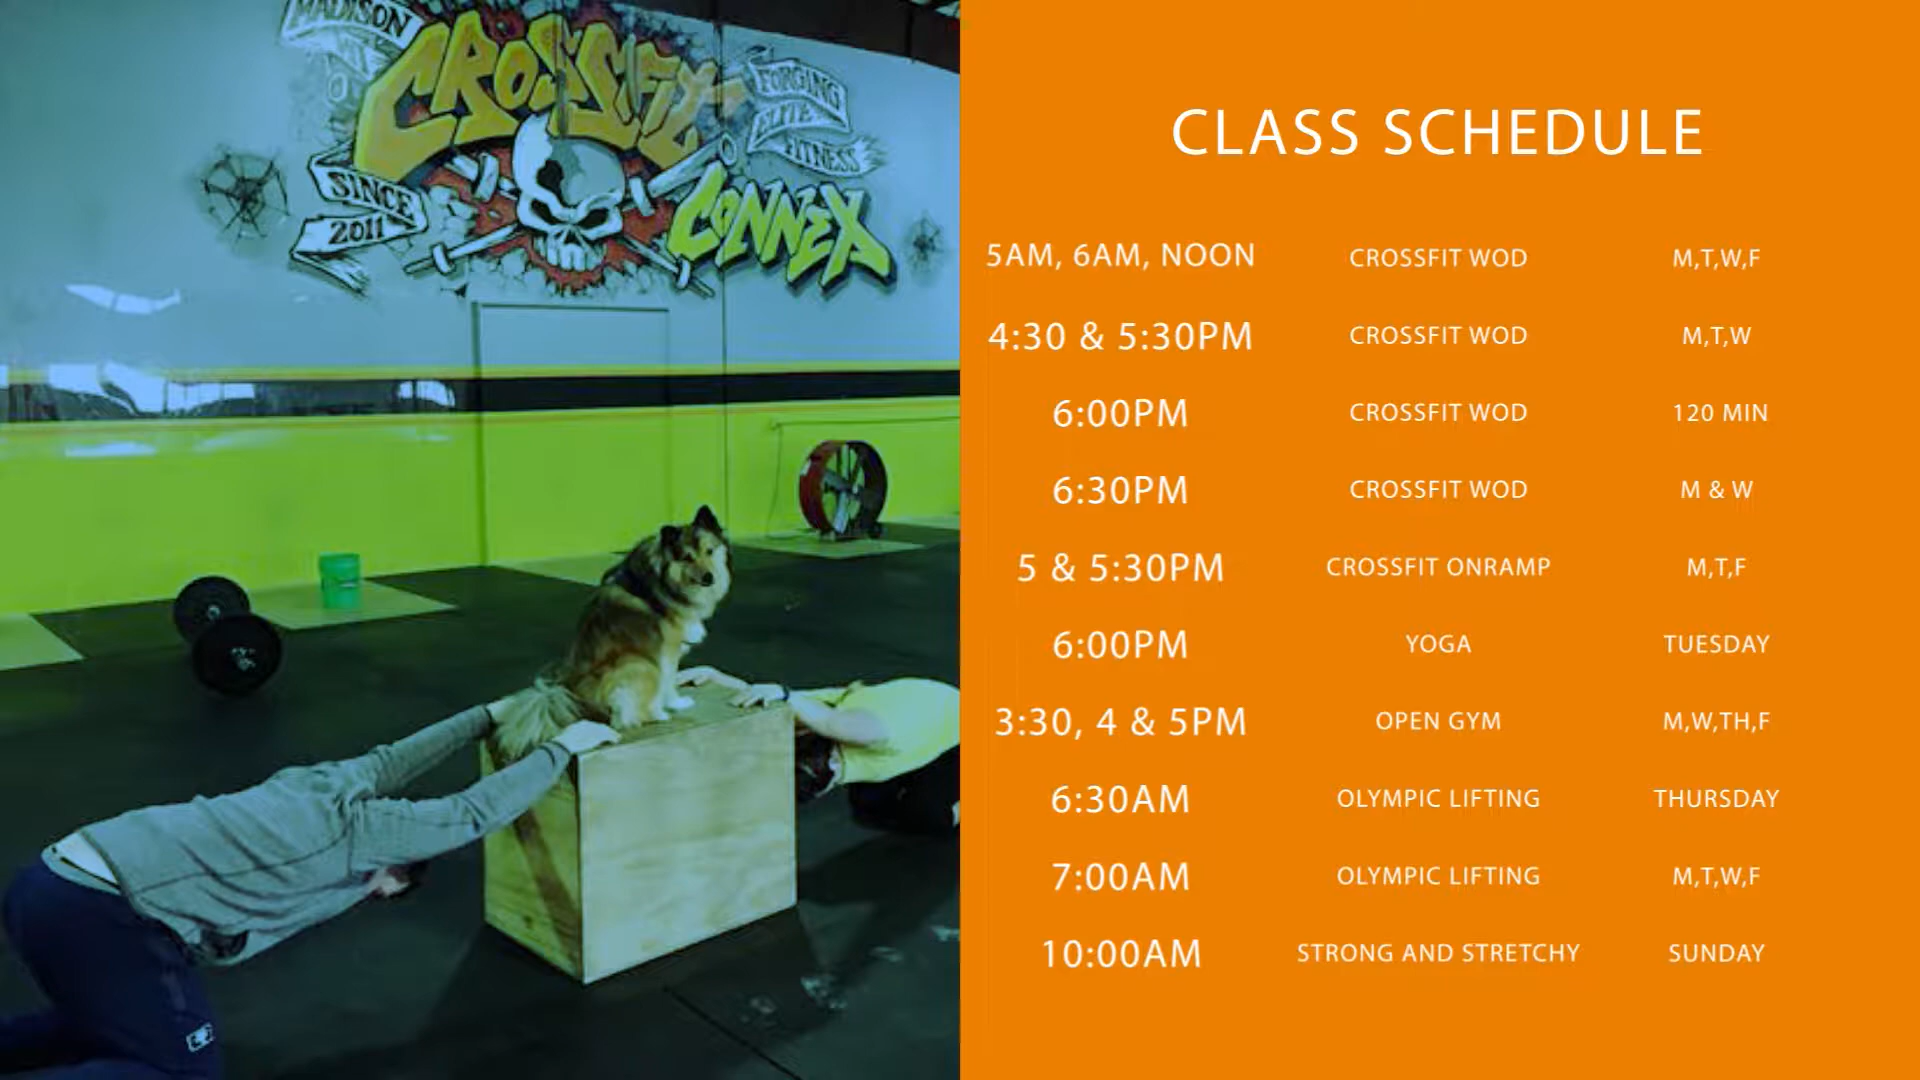 MADISON
CROSSFIT
FORGING
ELITE
FITNESS
SINCE
2011
CONNEX
CLASS SCHEDULE
5AM, 6AM, NOON CROSSFIT WOD M,T,W,F
4:30 & 5:30PM CROSSFIT WOD M,T,W
6:00PM CROSSFIT WOD 120 MIN
6:30PM CROSSFIT WOD M & W
5 & 5:30PM CROSSFIT ONRAMP M,T,F
6:00PM YOGA TUESDAY
3:30, 4 & 5PM OPEN GYM M,W,TH,F
6:30AM OLYMPIC LIFTING THURSDAY
7:00AM OLYMPIC LIFTING M,T,W,F
10:00AM STRONG AND STRETCHY SUNDAY